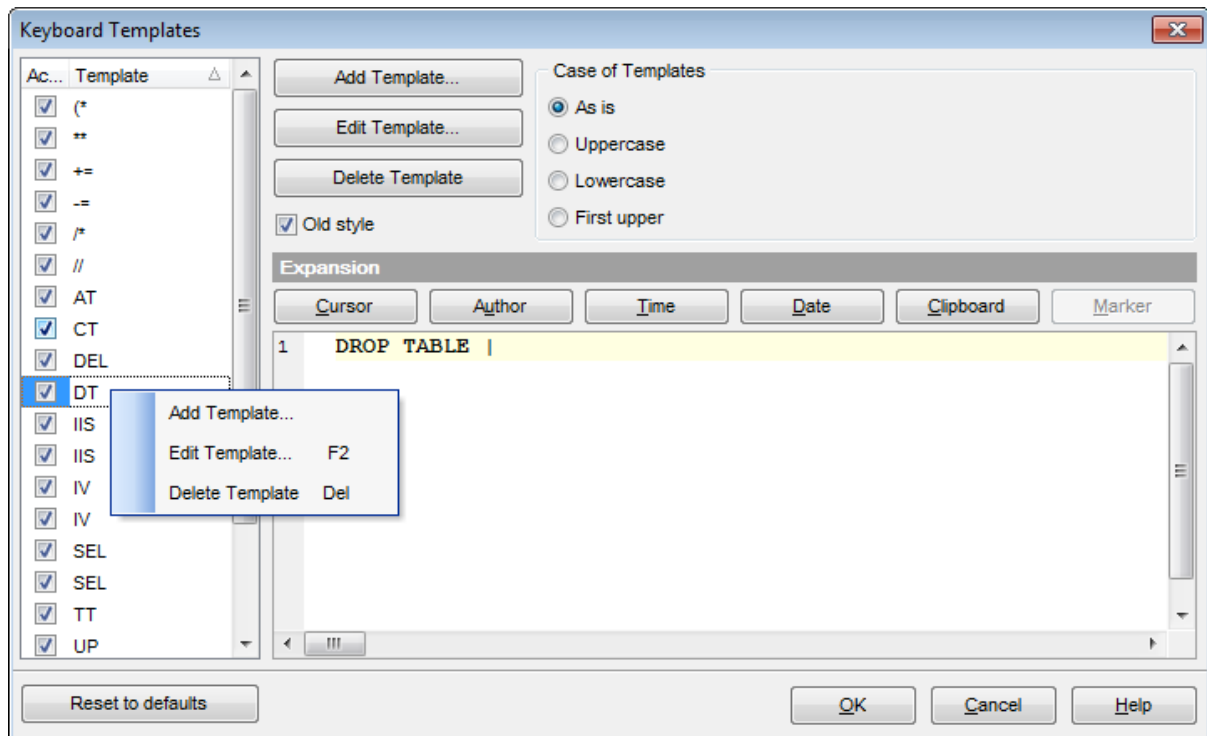 Keyboard Templates
Ac... Template
(*
**
+=
-=
/*
//
AT
CT
DEL
DT
IIS
IIS
IV
IV
SEL
SEL
TT
UP
Add Template...
Edit Template...
Delete Template
Old style
Case of Templates
As is
Uppercase
Lowercase
First upper
Expansion
Cursor Author Time Date Clipboard Marker
1 DROP TABLE |
Add Template...
Edit Template... F2
Delete Template Del
Reset to defaults OK Cancel Help